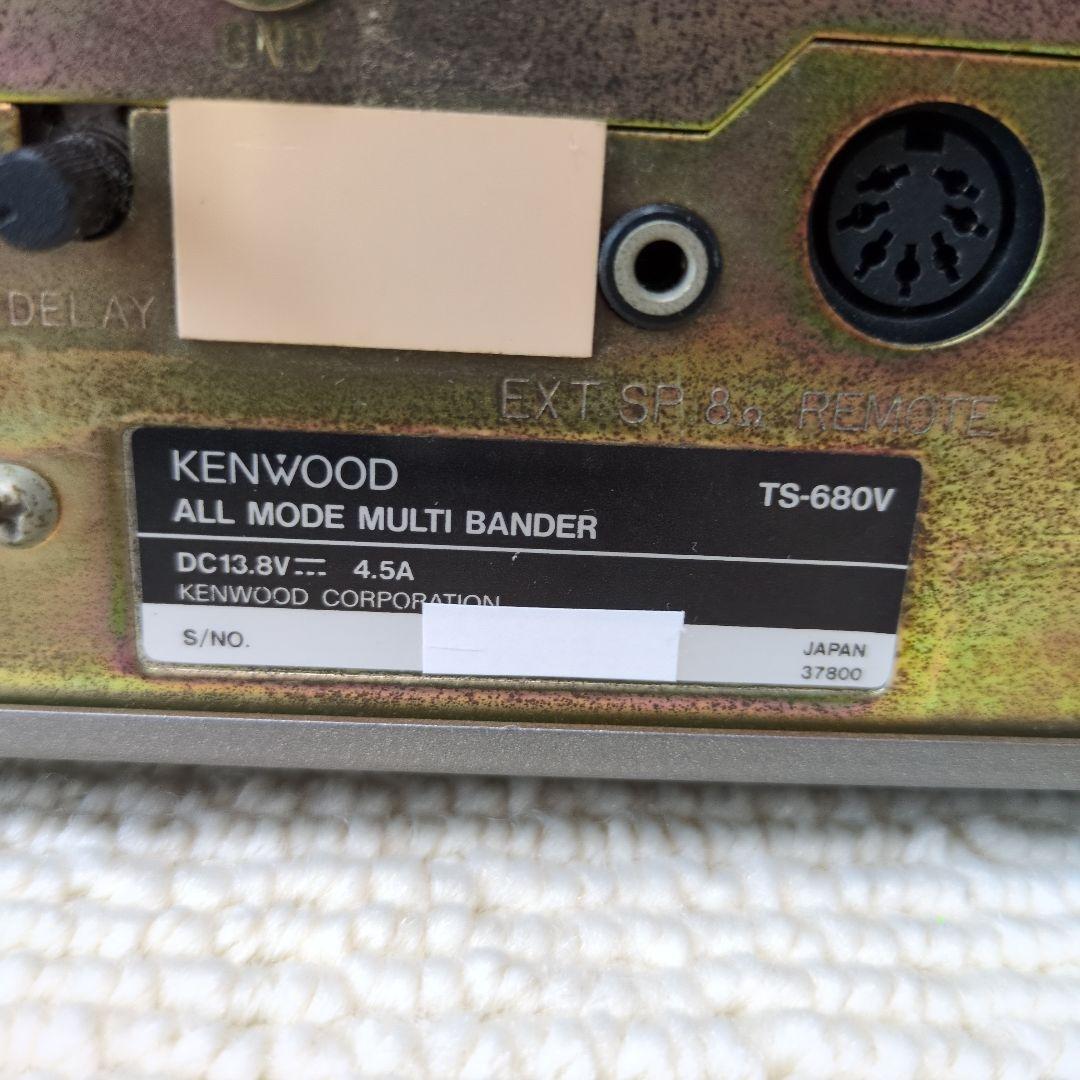 GND
DELAY
EXT SP 8Ω REMOTE
KENWOOD
TS-680V
ALL MODE MULTI BANDER
DC13.8V⎓ 4.5A
KENWOOD CORPORATION
S/NO.
JAPAN
37800